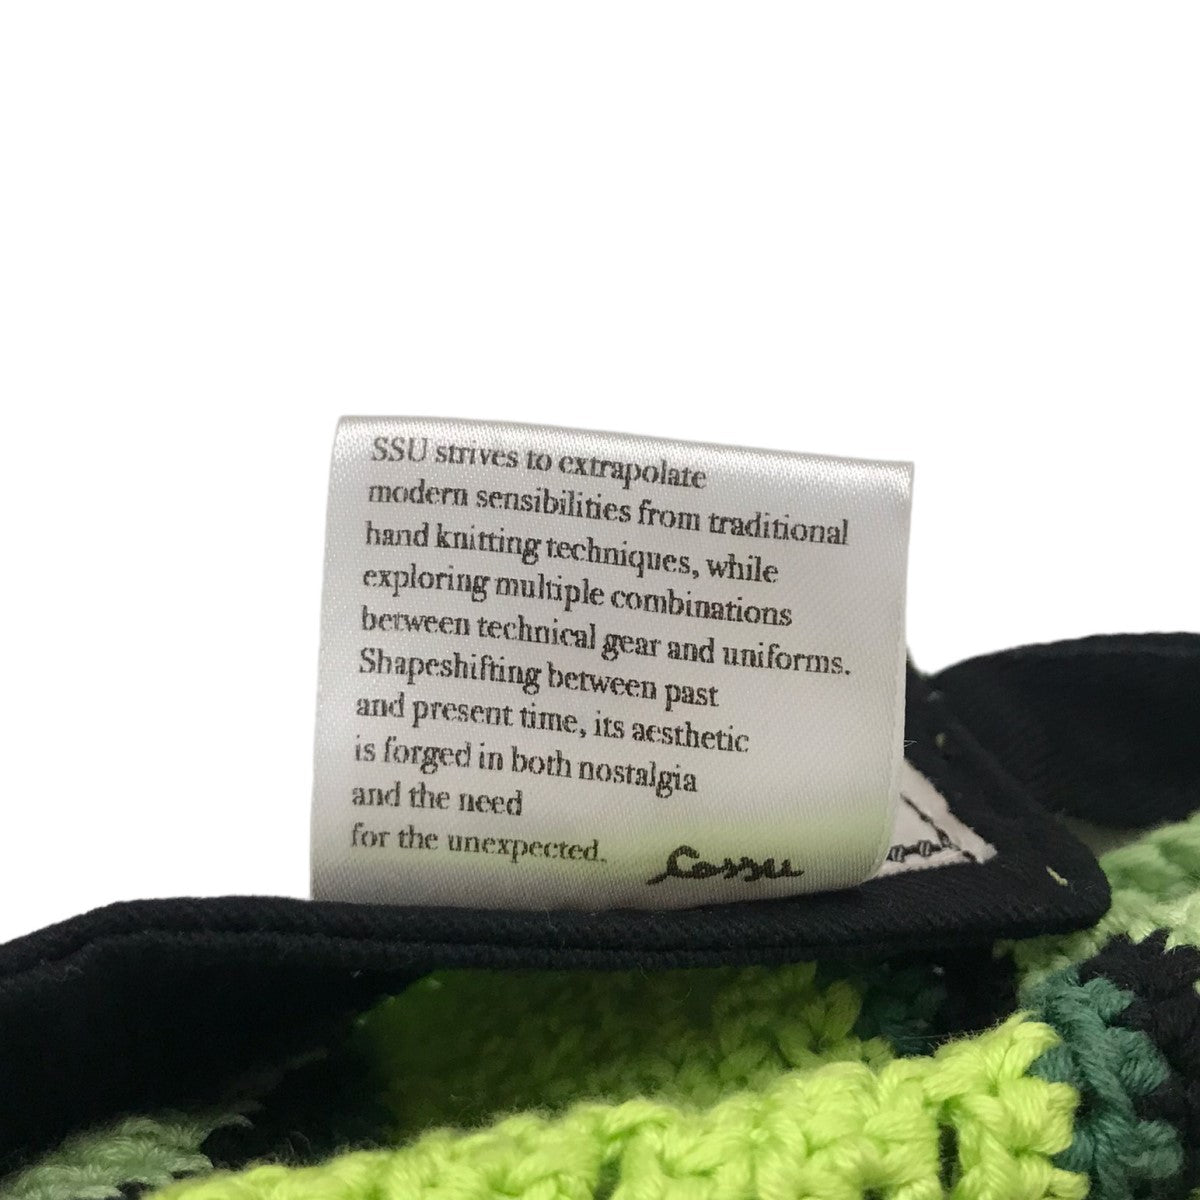 SSU strives to extrapolate
modern sensibilities from traditional
hand knitting techniques, while
exploring multiple combinations
between technical gear and uniforms.
Shapeshifting between past
and present time, its aesthetic
is forged in both nostalgia
and the need
for the unexpected.